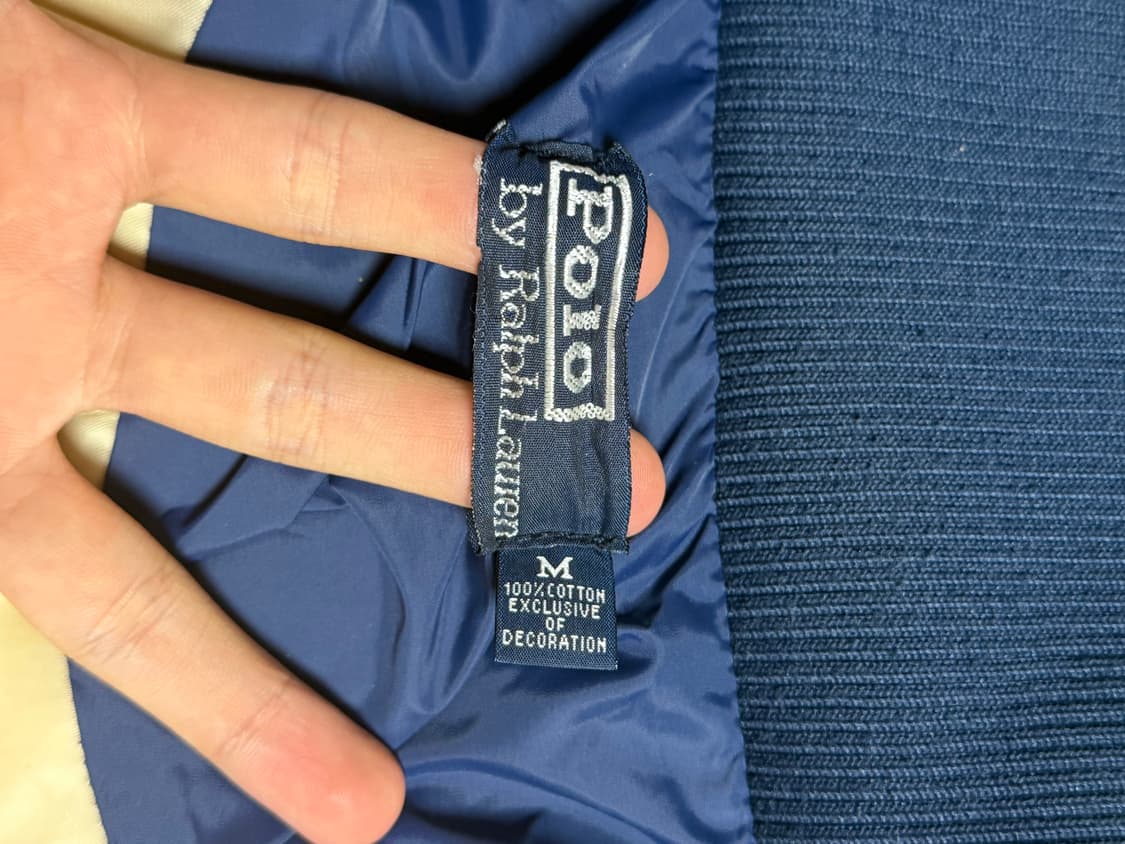 Polo
by Ralph Lauren
M
100% COTTON
EXCLUSIVE
OF
DECORATION